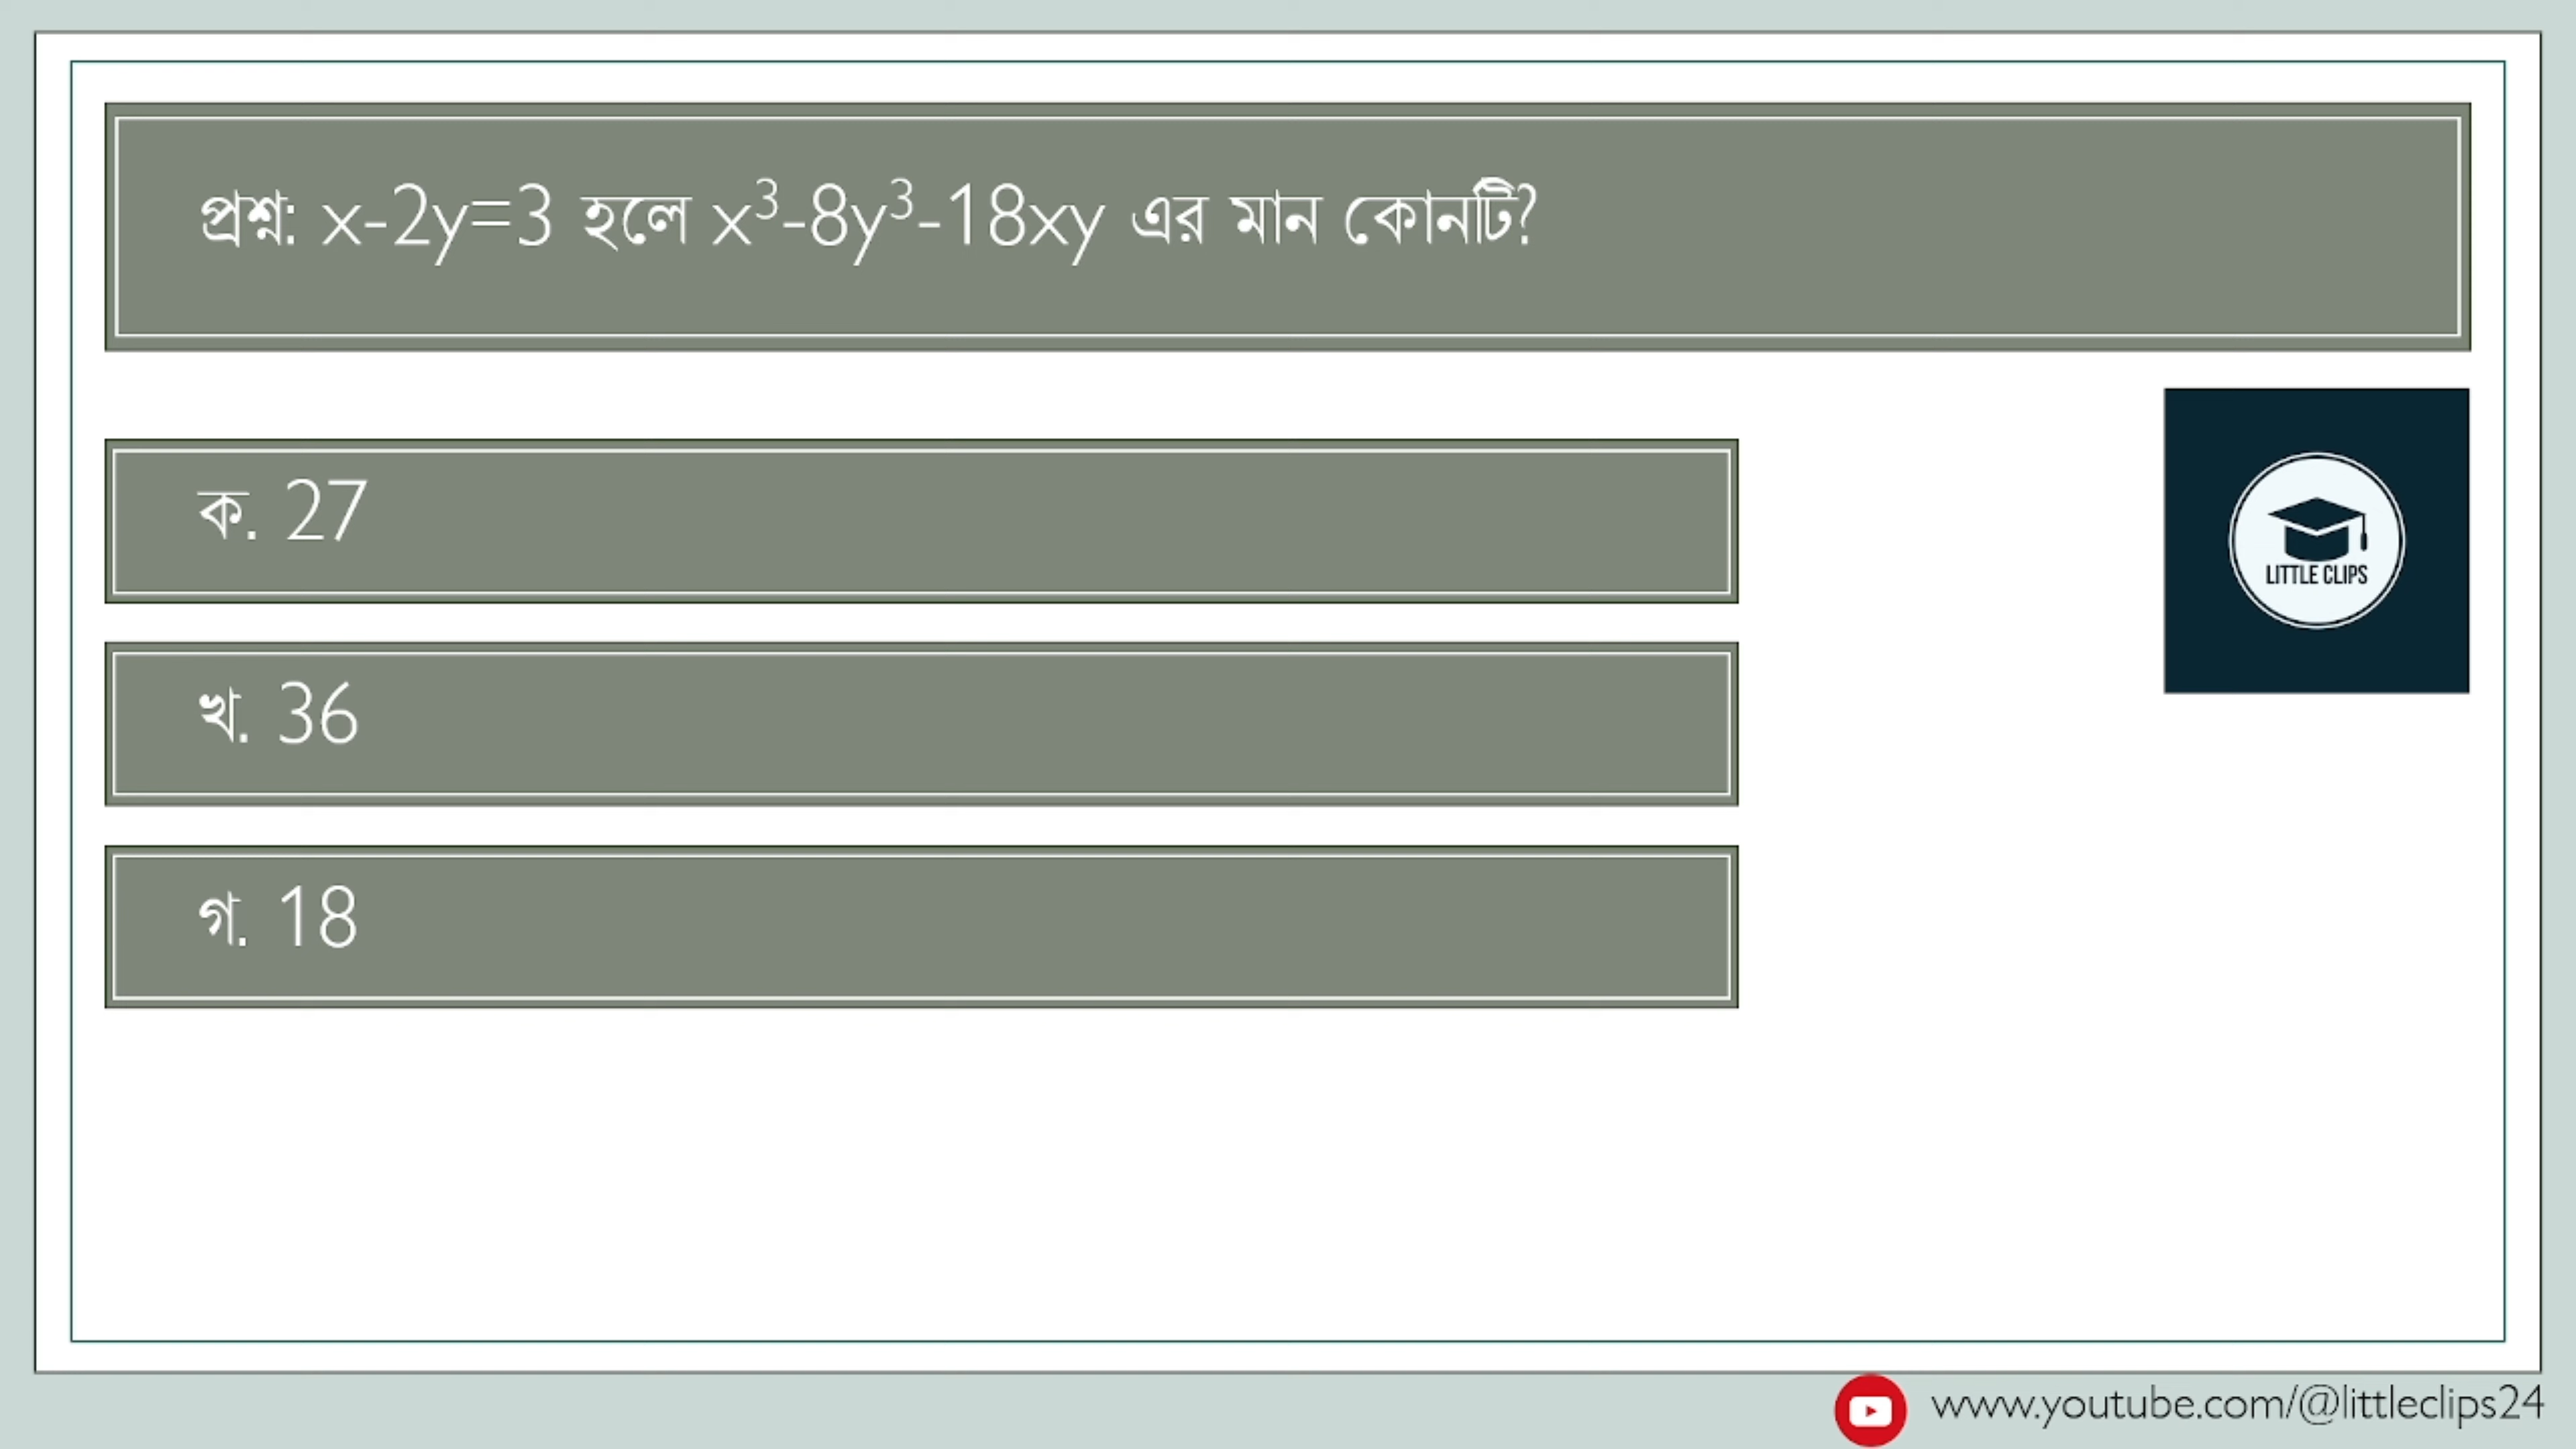 প্রশ্ন: x-2y=3 হলে x³-8y³-18xy এর মান কোনটি?
ক. 27
খ. 36
গ. 18
LITTLE CLIPS
www.youtube.com/@littleclips24